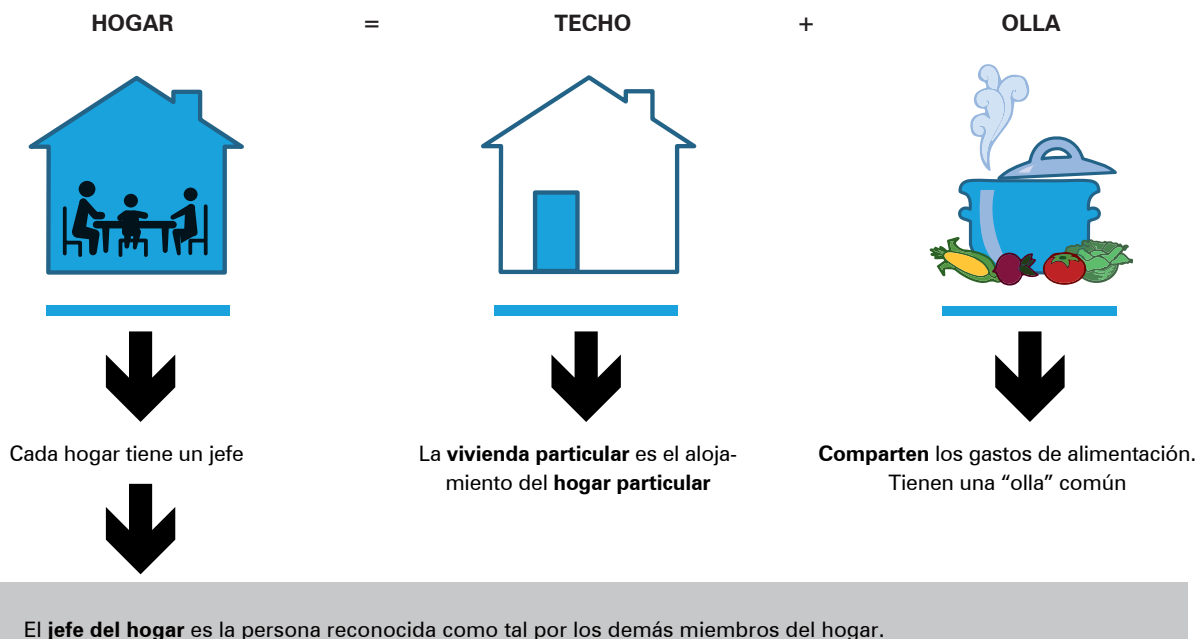 HOGAR = TECHO + OLLA
Cada hogar tiene un jefe
La vivienda particular es el aloja-
miento del hogar particular
Comparten los gastos de alimentación.
Tienen una “olla” común
El jefe del hogar es la persona reconocida como tal por los demás miembros del hogar.